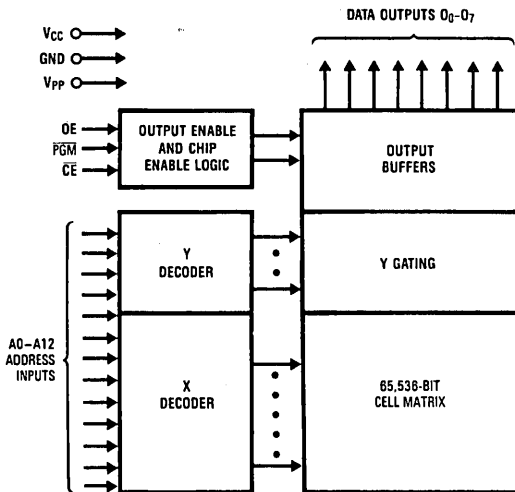 DATA OUTPUTS O0-O7
VCC
GND
VPP
OE
PGM
CE
OUTPUT ENABLE
AND CHIP
ENABLE LOGIC
OUTPUT
BUFFERS
Y
DECODER
Y GATING
A0–A12
ADDRESS
INPUTS
X
DECODER
65,536-BIT
CELL MATRIX